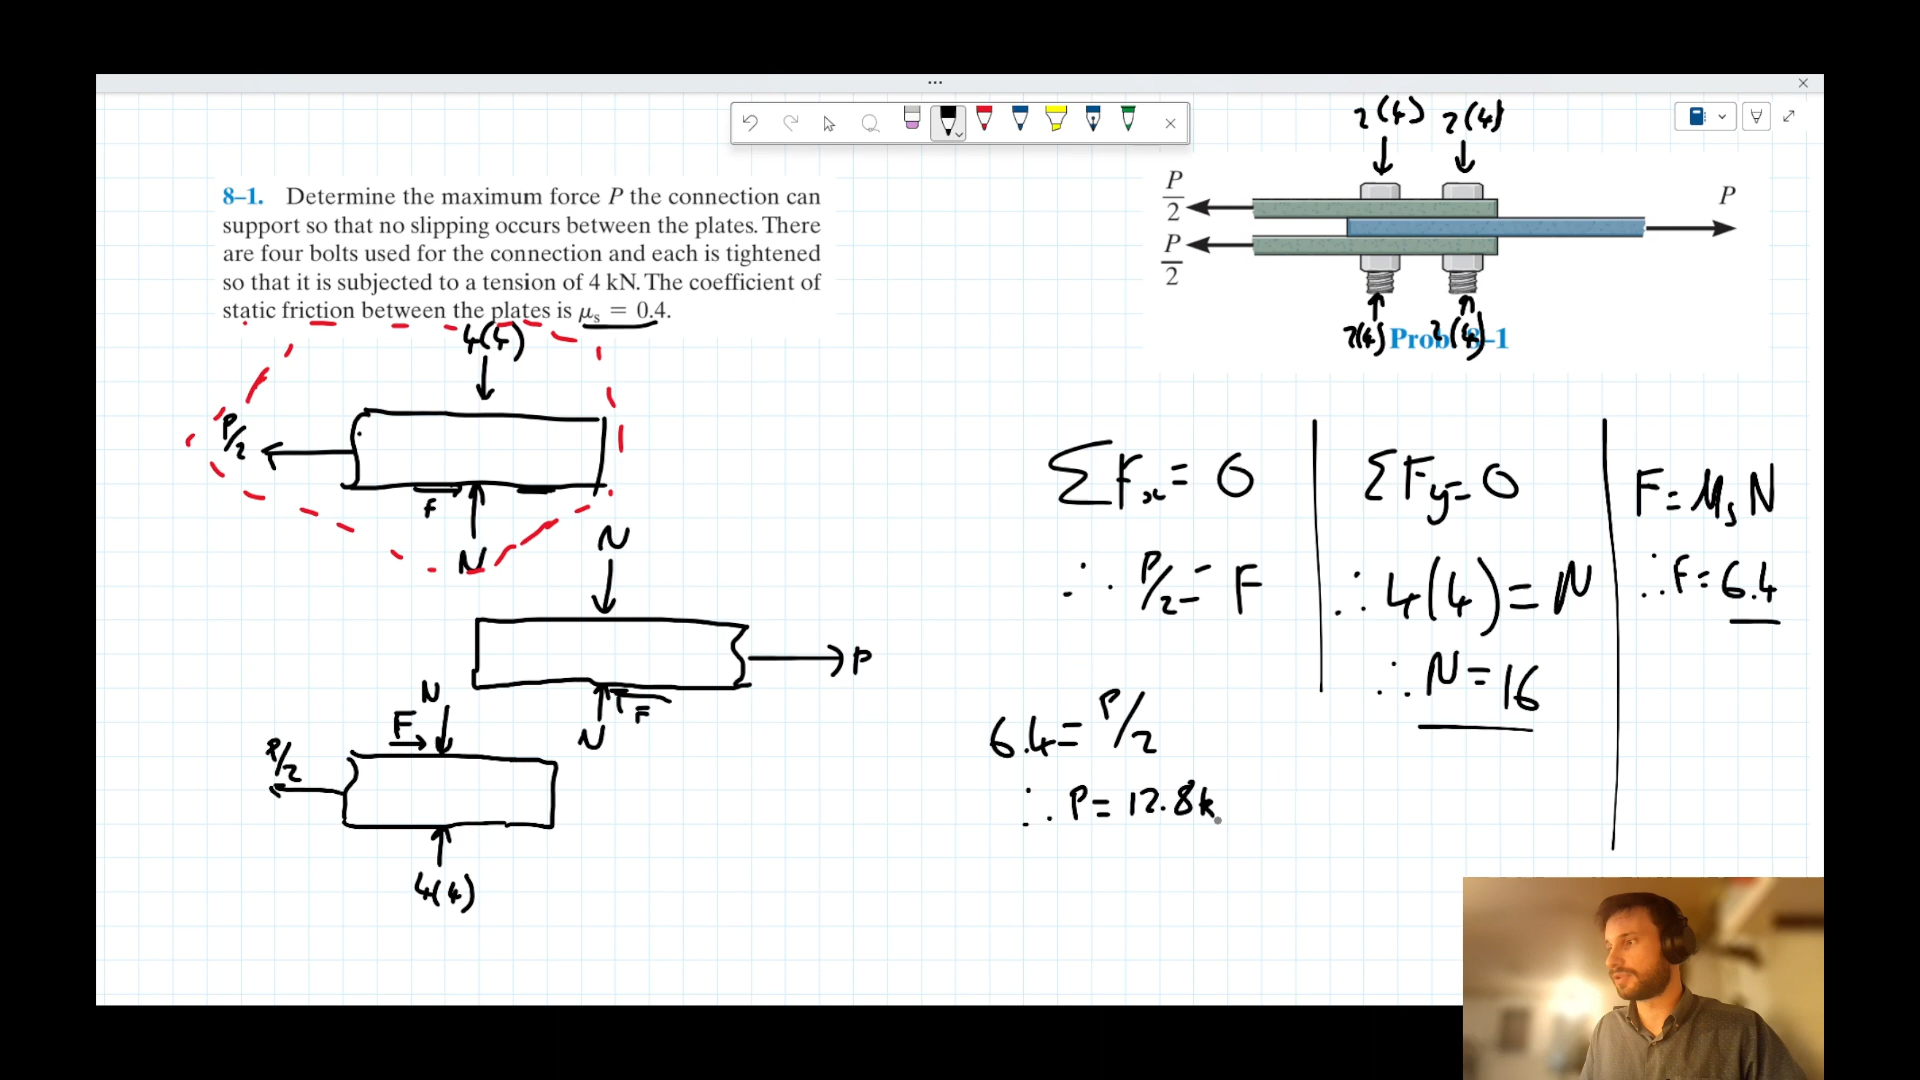 8–1. Determine the maximum force P the connection can
support so that no slipping occurs between the plates. There
are four bolts used for the connection and each is tightened
so that it is subjected to a tension of 4 kN. The coefficient of
static friction between the plates is μs = 0.4.
2(4) 2(4)
P/2
P
P/2
2(4) 2(4)
Prob. 8–1
4(4)
P/2
F
N
N
P
N
F
N
F
P/2
4(4)
ΣFx = 0
∴ P/2 = F
6.4 = P/2
∴ P = 12.8k
ΣFy = 0
∴ 4(4) = N
∴ N = 16
F = μs N
∴ F = 6.4